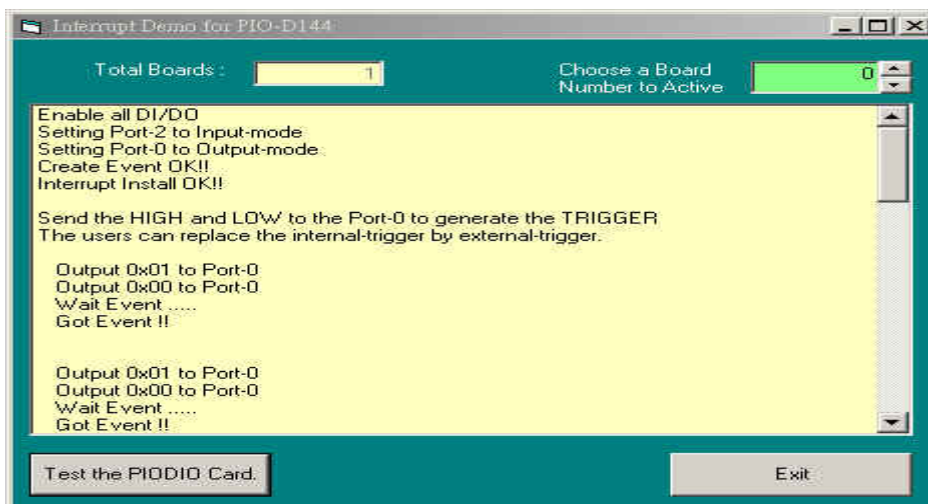 Interrupt Demo for PIO-D144
Total Boards :
1
Choose a Board
Number to Active
0
Enable all DI/DO
Setting Port-2 to Input-mode
Setting Port-0 to Output-mode
Create Event OK!!
Interrupt Install OK!!
Send the HIGH and LOW to the Port-0 to generate the TRIGGER
The users can replace the internal-trigger by external-trigger.
Output 0x01 to Port-0
Output 0x00 to Port-0
Wait Event .....
Got Event !!
Output 0x01 to Port-0
Output 0x00 to Port-0
Wait Event .....
Got Event !!
Test the PIODIO Card.
Exit